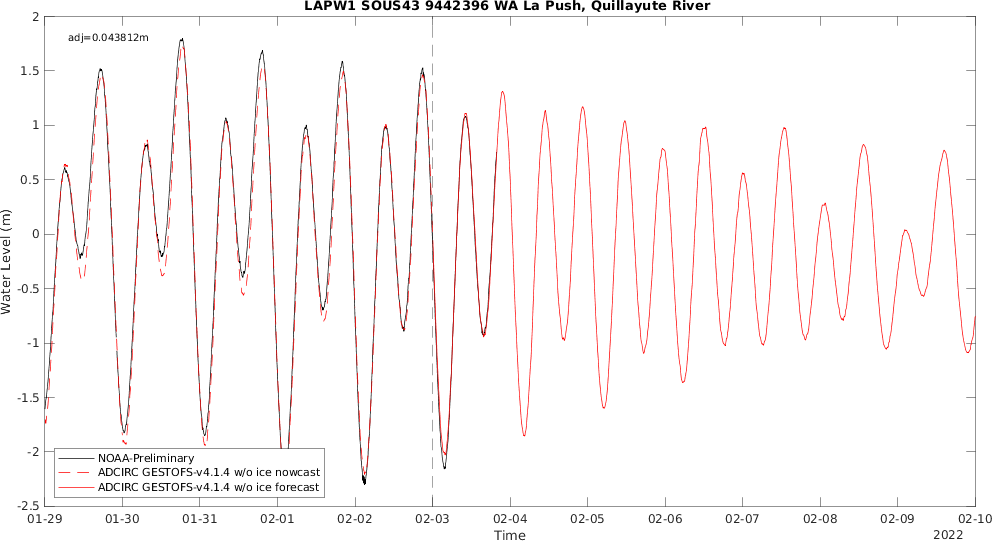 LAPW1 SOUS43 9442396 WA La Push, Quillayute River
adj=0.043812m
Water Level (m)
2
1.5
1
0.5
0
-0.5
-1
-1.5
-2
-2.5
NOAA-Preliminary
ADCIRC GESTOFS-v4.1.4 w/o ice nowcast
ADCIRC GESTOFS-v4.1.4 w/o ice forecast
01-29 01-30 01-31 02-01 02-02 02-03 02-04 02-05 02-06 02-07 02-08 02-09 02-10
Time
2022